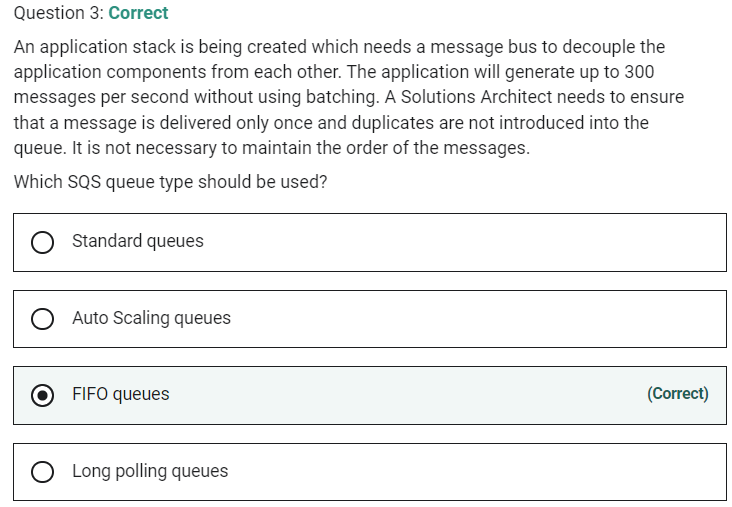 Question 3: Correct
An application stack is being created which needs a message bus to decouple the
application components from each other. The application will generate up to 300
messages per second without using batching. A Solutions Architect needs to ensure
that a message is delivered only once and duplicates are not introduced into the
queue. It is not necessary to maintain the order of the messages.
Which SQS queue type should be used?
Standard queues
Auto Scaling queues
FIFO queues (Correct)
Long polling queues